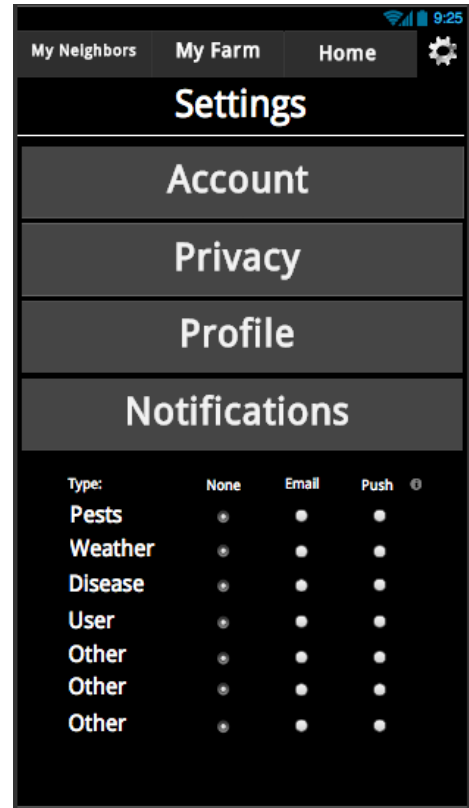 9:25
My Neighbors My Farm Home
Settings
Account
Privacy
Profile
Notifications
Type: None Email Push
Pests
Weather
Disease
User
Other
Other
Other